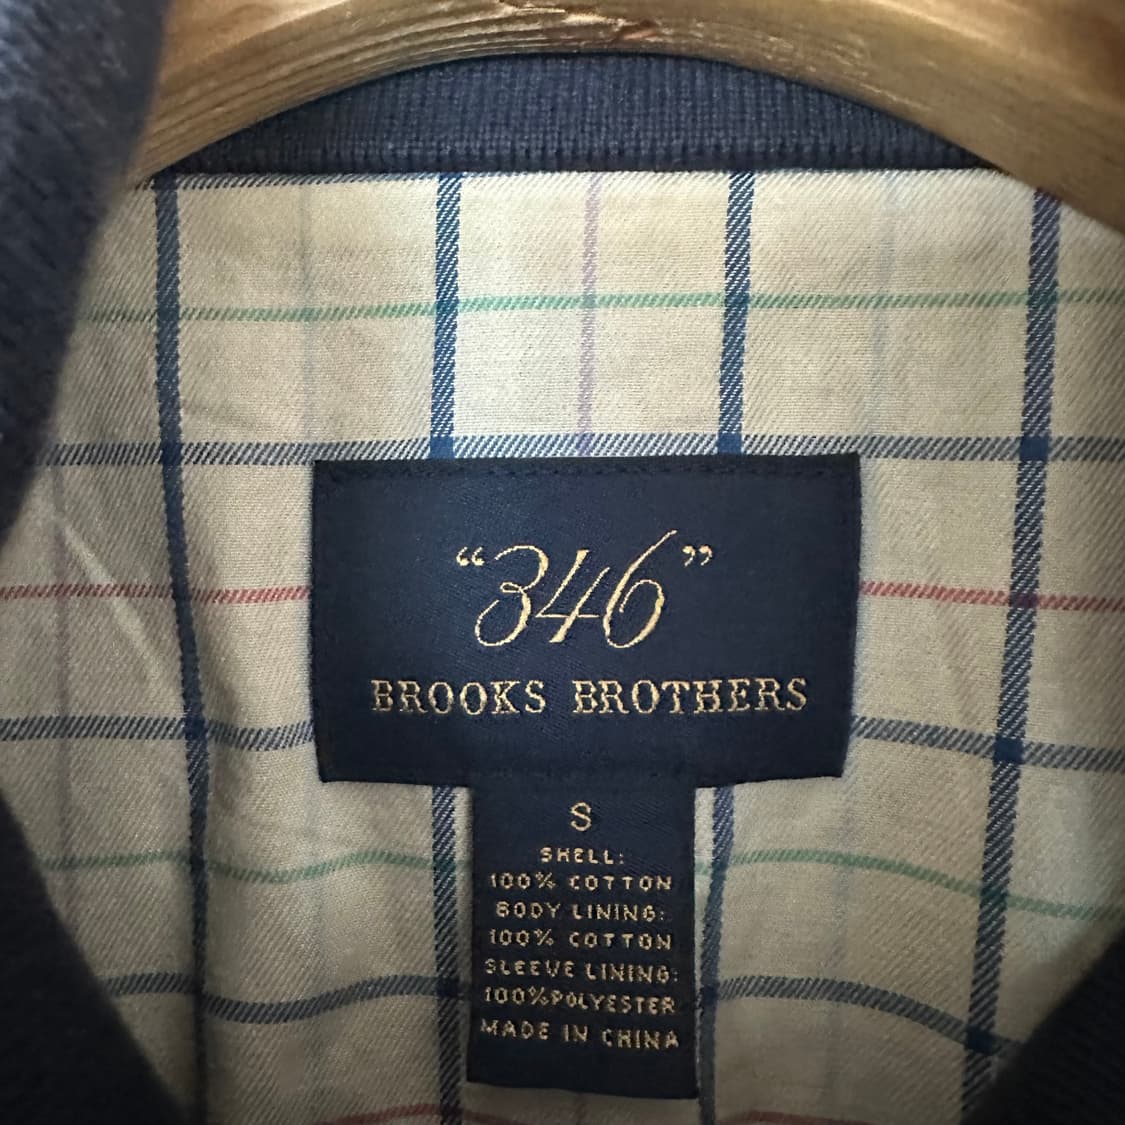 “346”
BROOKS BROTHERS
S
SHELL:
100% COTTON
BODY LINING:
100% COTTON
SLEEVE LINING:
100%POLYESTER
MADE IN CHINA